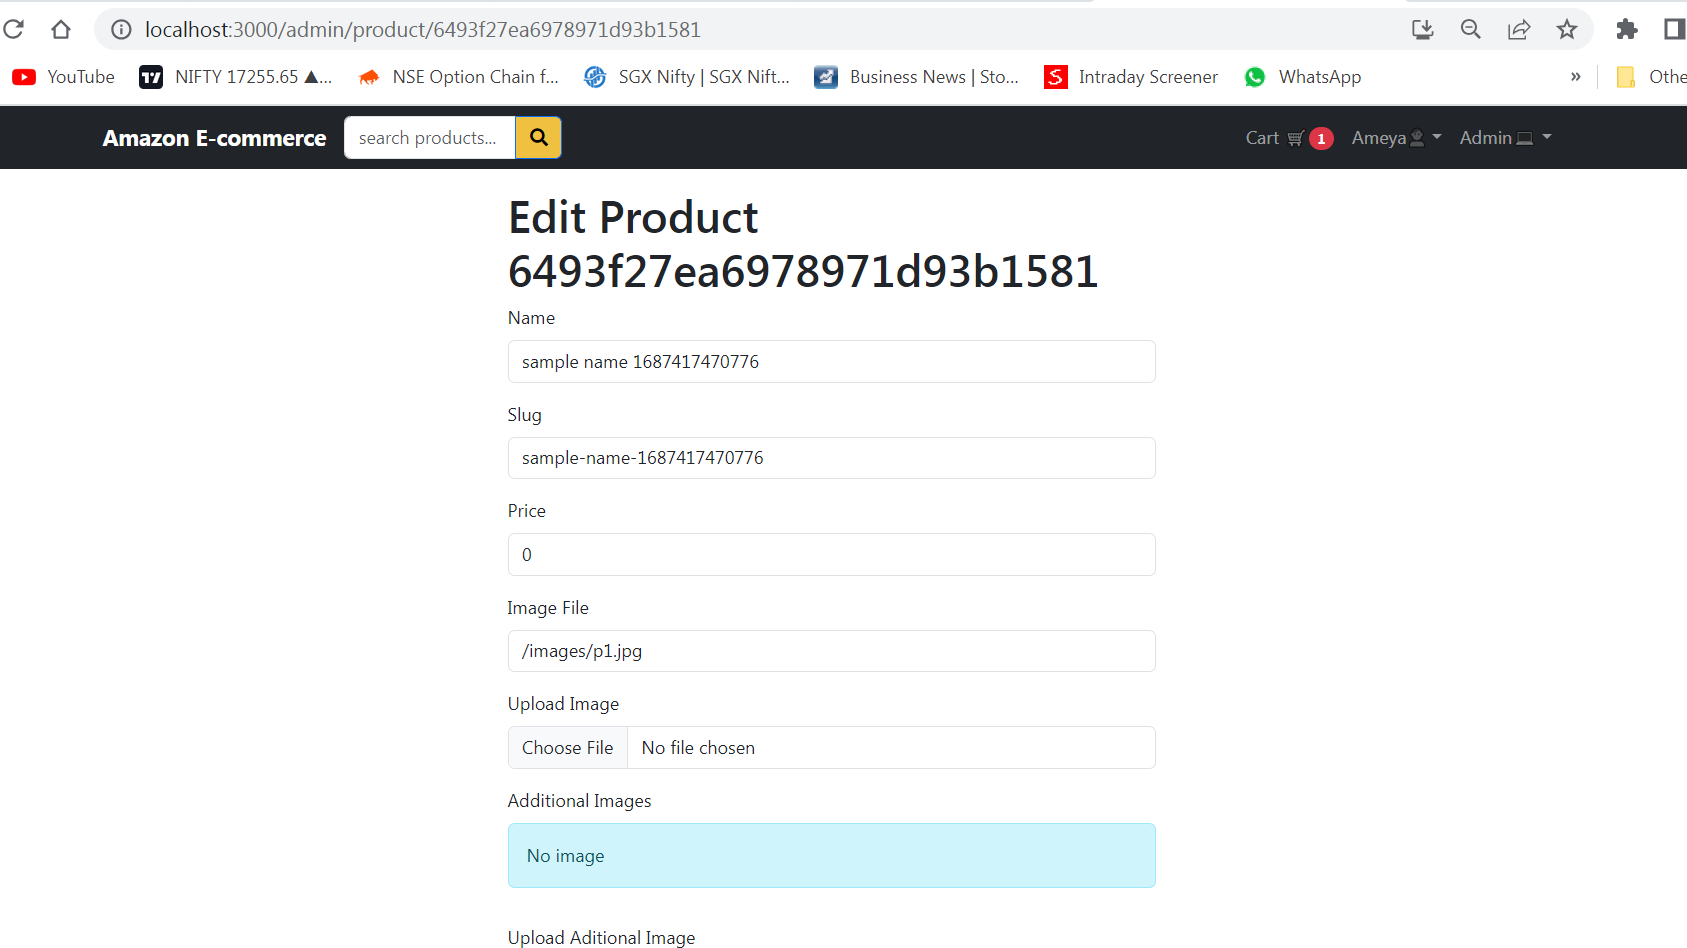 localhost:3000/admin/product/6493f27ea6978971d93b1581
YouTube NIFTY 17255.65 ▲... NSE Option Chain f... SGX Nifty | SGX Nift... Business News | Sto... Intraday Screener WhatsApp » Othe
Amazon E-commerce search products... Cart 1 Ameya Admin
Edit Product
6493f27ea6978971d93b1581
Name
sample name 1687417470776
Slug
sample-name-1687417470776
Price
0
Image File
/images/p1.jpg
Upload Image
Choose File No file chosen
Additional Images
No image
Upload Aditional Image